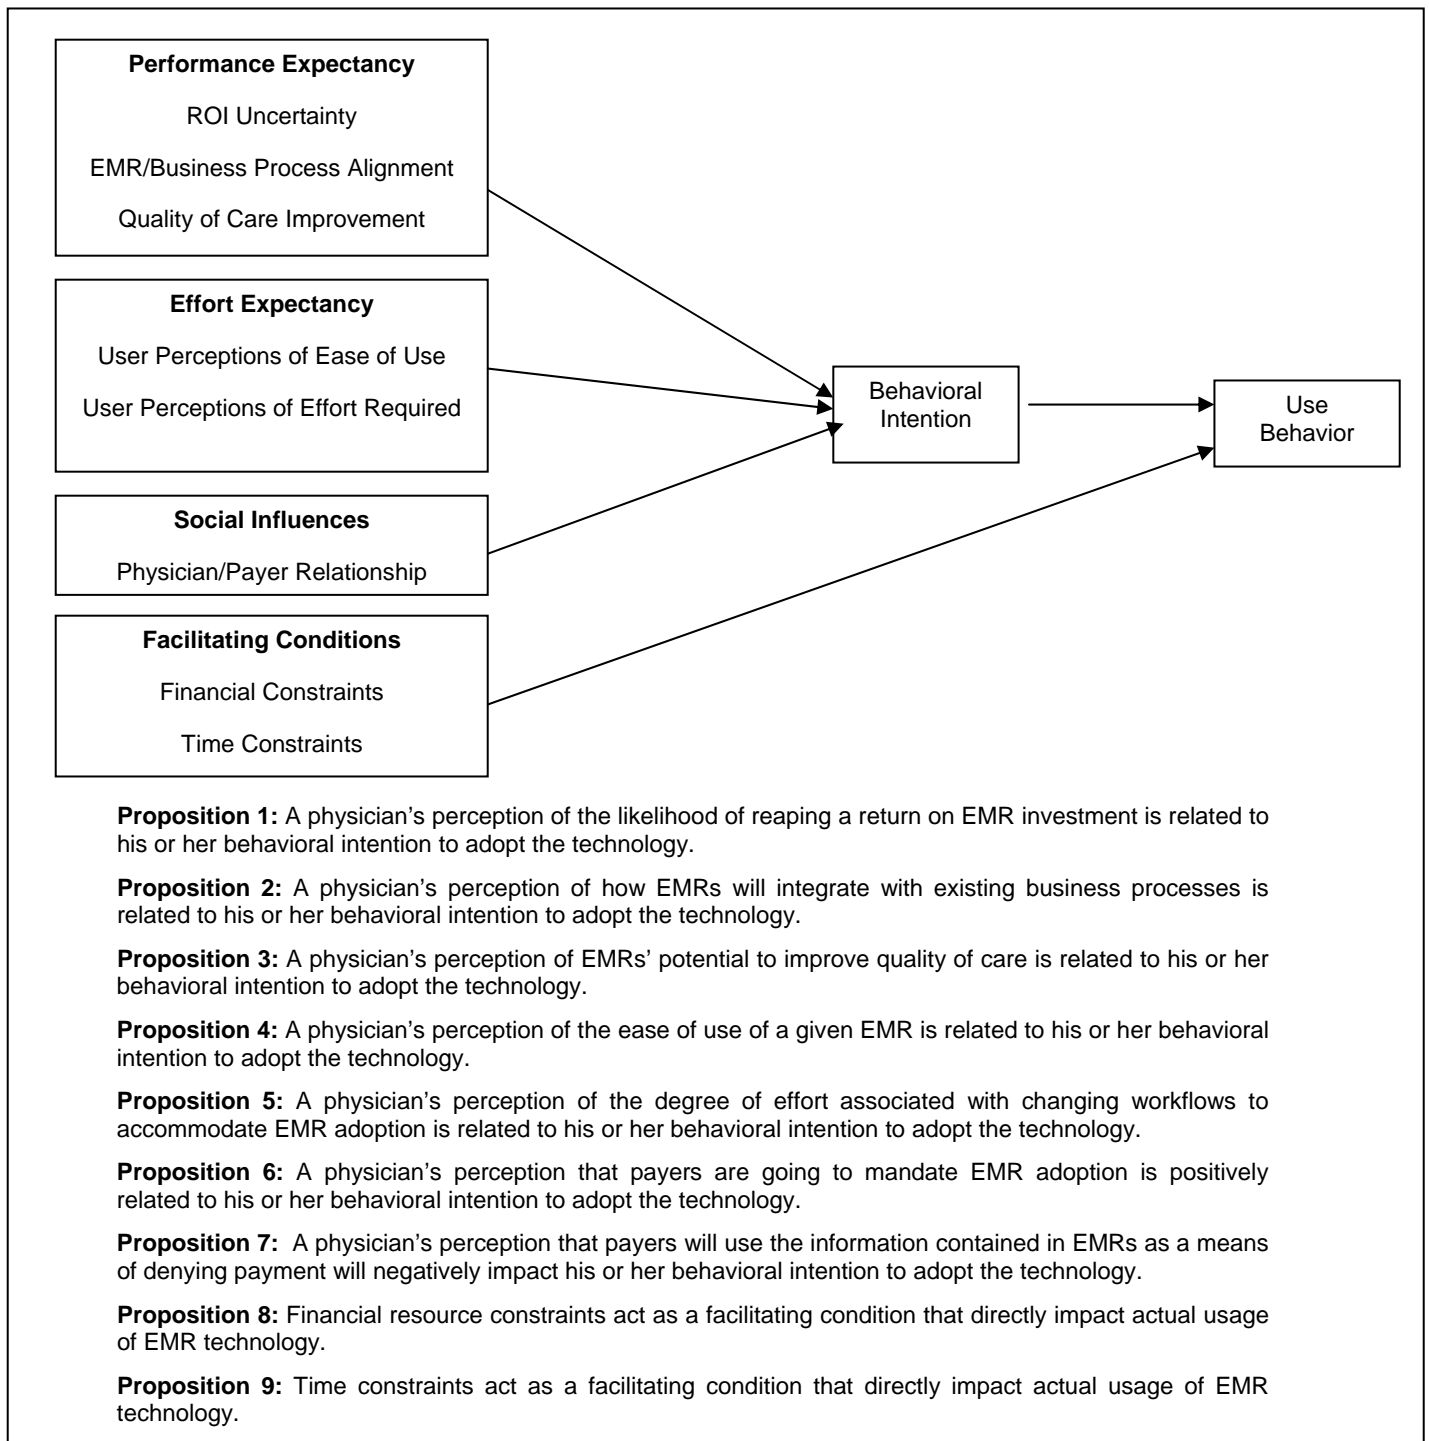 Performance Expectancy
ROI Uncertainty
EMR/Business Process Alignment
Quality of Care Improvement
Effort Expectancy
User Perceptions of Ease of Use
User Perceptions of Effort Required
Behavioral
Intention
Use
Behavior
Social Influences
Physician/Payer Relationship
Facilitating Conditions
Financial Constraints
Time Constraints
Proposition 1: A physician’s perception of the likelihood of reaping a return on EMR investment is related to
his or her behavioral intention to adopt the technology.
Proposition 2: A physician’s perception of how EMRs will integrate with existing business processes is
related to his or her behavioral intention to adopt the technology.
Proposition 3: A physician’s perception of EMRs’ potential to improve quality of care is related to his or her
behavioral intention to adopt the technology.
Proposition 4: A physician’s perception of the ease of use of a given EMR is related to his or her behavioral
intention to adopt the technology.
Proposition 5: A physician’s perception of the degree of effort associated with changing workflows to
accommodate EMR adoption is related to his or her behavioral intention to adopt the technology.
Proposition 6: A physician’s perception that payers are going to mandate EMR adoption is positively
related to his or her behavioral intention to adopt the technology.
Proposition 7: A physician’s perception that payers will use the information contained in EMRs as a means
of denying payment will negatively impact his or her behavioral intention to adopt the technology.
Proposition 8: Financial resource constraints act as a facilitating condition that directly impact actual usage
of EMR technology.
Proposition 9: Time constraints act as a facilitating condition that directly impact actual usage of EMR
technology.